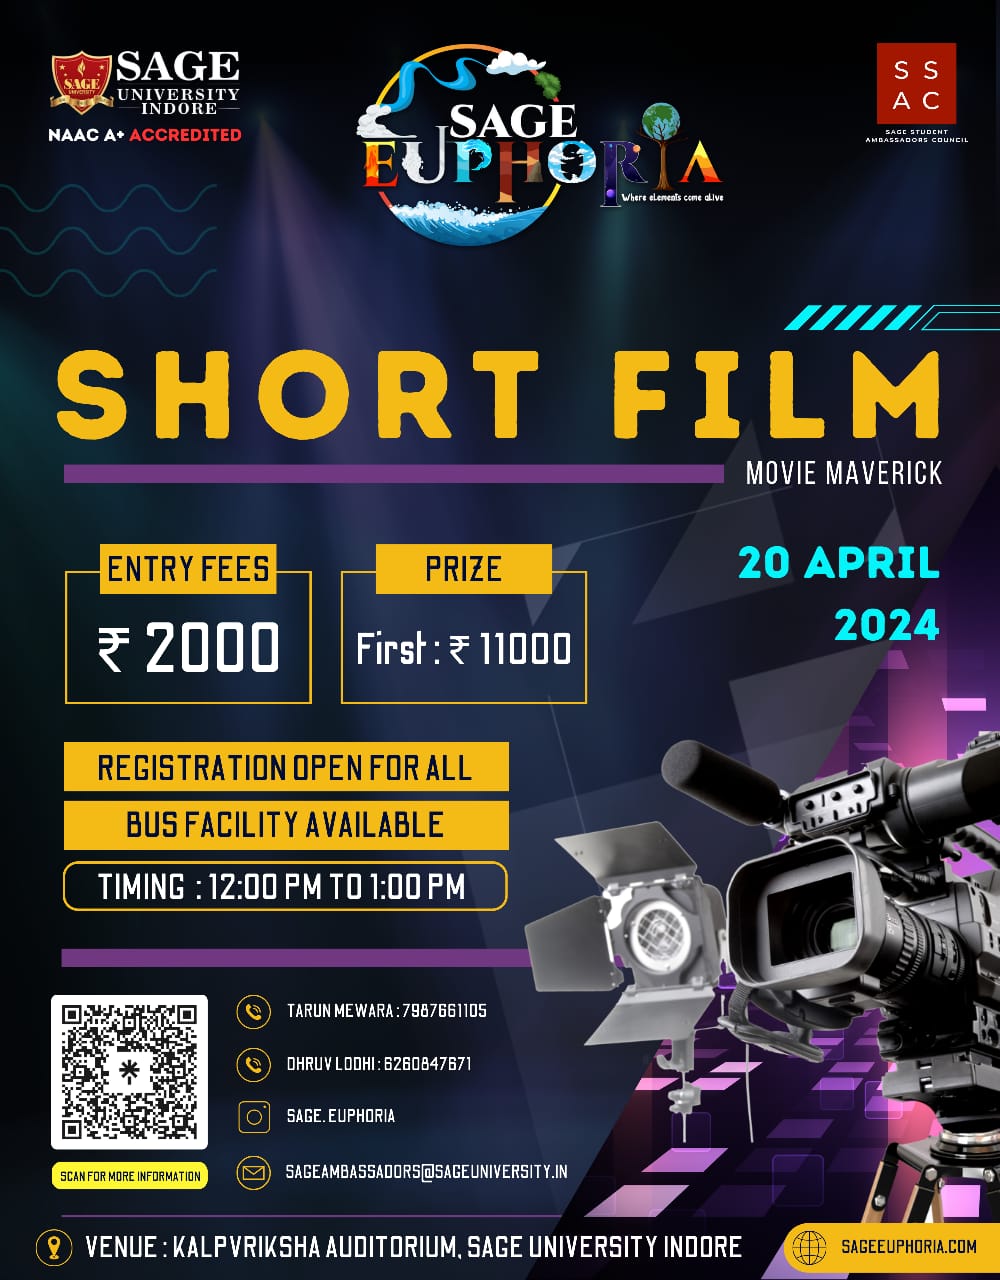 SAGE
UNIVERSITY
INDORE
NAAC A+ ACCREDITED
SAGE
UNIVERSITY
SAGE
EUPHORIA
Where elements come alive
S S
A C
SAGE STUDENT
AMBASSADORS COUNCIL
SHORT FILM
MOVIE MAVERICK
ENTRY FEES
₹ 2000
PRIZE
First : ₹ 11000
20 APRIL
2024
REGISTRATION OPEN FOR ALL
BUS FACILITY AVAILABLE
TIMING : 12:00 PM TO 1:00 PM
TARUN MEWARA : 7987661105
DHRUV LODHI : 6260847671
SAGE.EUPHORIA
SAGEAMBASSADORS@SAGEUNIVERSITY.IN
SCAN FOR MORE INFORMATION
VENUE : KALPVRIKSHA AUDITORIUM, SAGE UNIVERSITY INDORE
SAGEEUPHORIA.COM